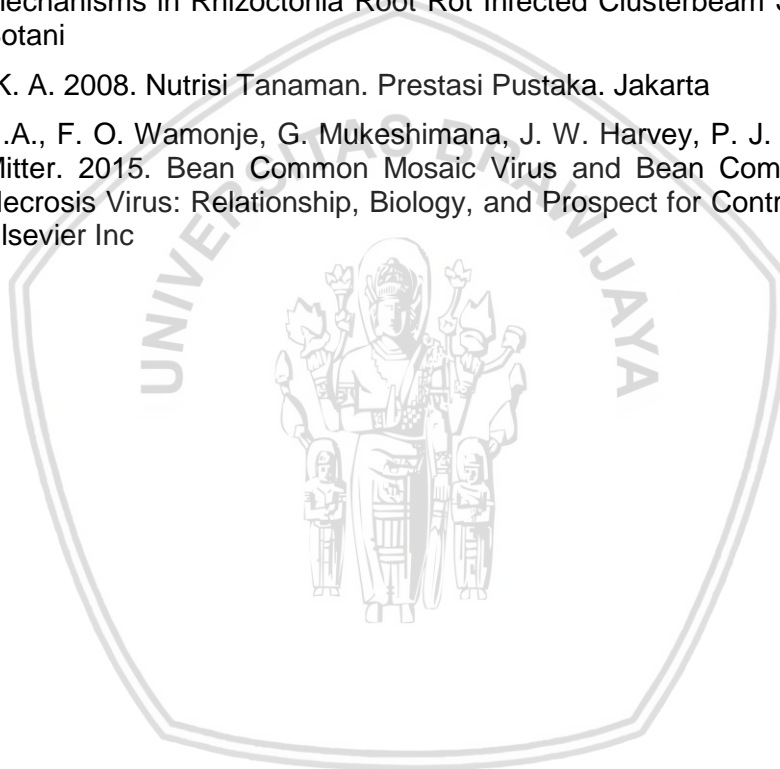 Mechanisms in Rhizoctonia Root Rot Infected Clusterbeam S
Botani
K. A. 2008. Nutrisi Tanaman. Prestasi Pustaka. Jakarta
.A., F. O. Wamonje, G. Mukeshimana, J. W. Harvey, P. J.
Mitter. 2015. Bean Common Mosaic Virus and Bean Com
Necrosis Virus: Relationship, Biology, and Prospect for Contr
Elsevier Inc
UNIVERSITAS BRAWIJAYA